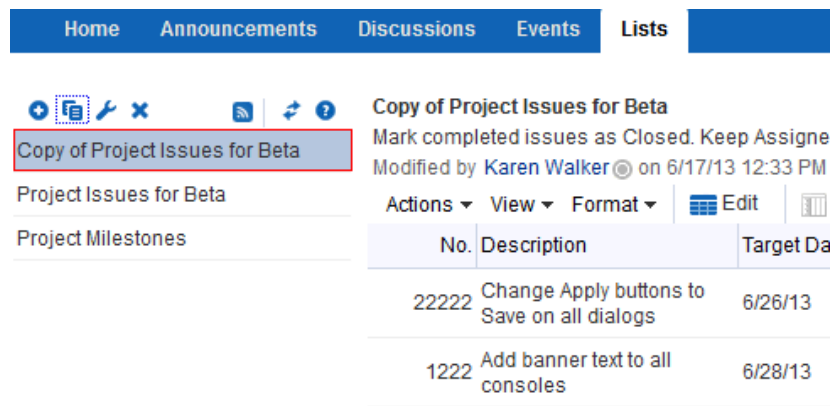 Home Announcements Discussions Events Lists
Copy of Project Issues for Beta
Project Issues for Beta
Project Milestones
Copy of Project Issues for Beta
Mark completed issues as Closed. Keep Assigne
Modified by Karen Walker on 6/17/13 12:33 PM
Actions View Format Edit
No. Description Target Da
22222 Change Apply buttons to Save on all dialogs 6/26/13
1222 Add banner text to all consoles 6/28/13